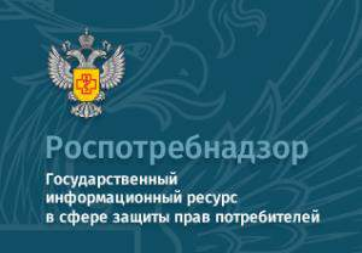 Роспотребнадзор
Государственный
информационный ресурс
в сфере защиты прав потребителей